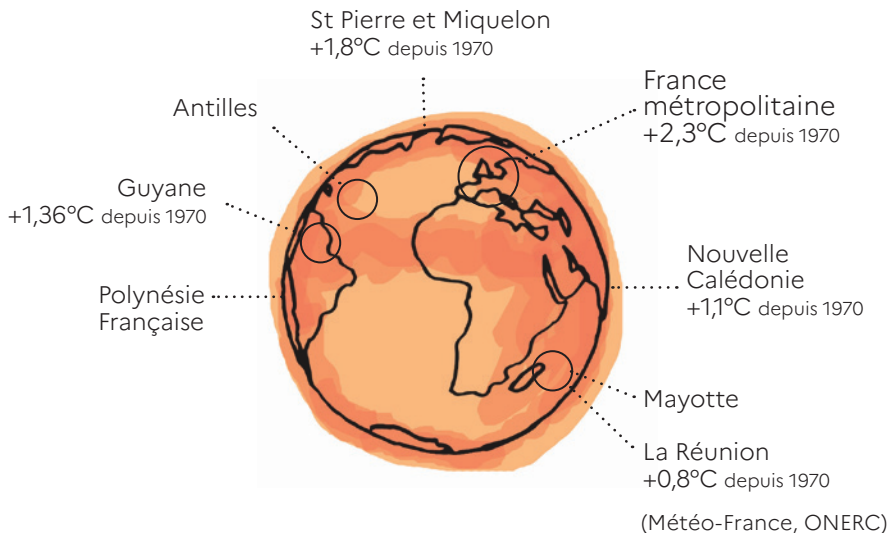 St Pierre et Miquelon
+1,8°C depuis 1970
France
métropolitaine
+2,3°C depuis 1970
Antilles
Guyane
+1,36°C depuis 1970
Nouvelle
Calédonie
+1,1°C depuis 1970
Polynésie
Française
Mayotte
La Réunion
+0,8°C depuis 1970
(Météo-France, ONERC)